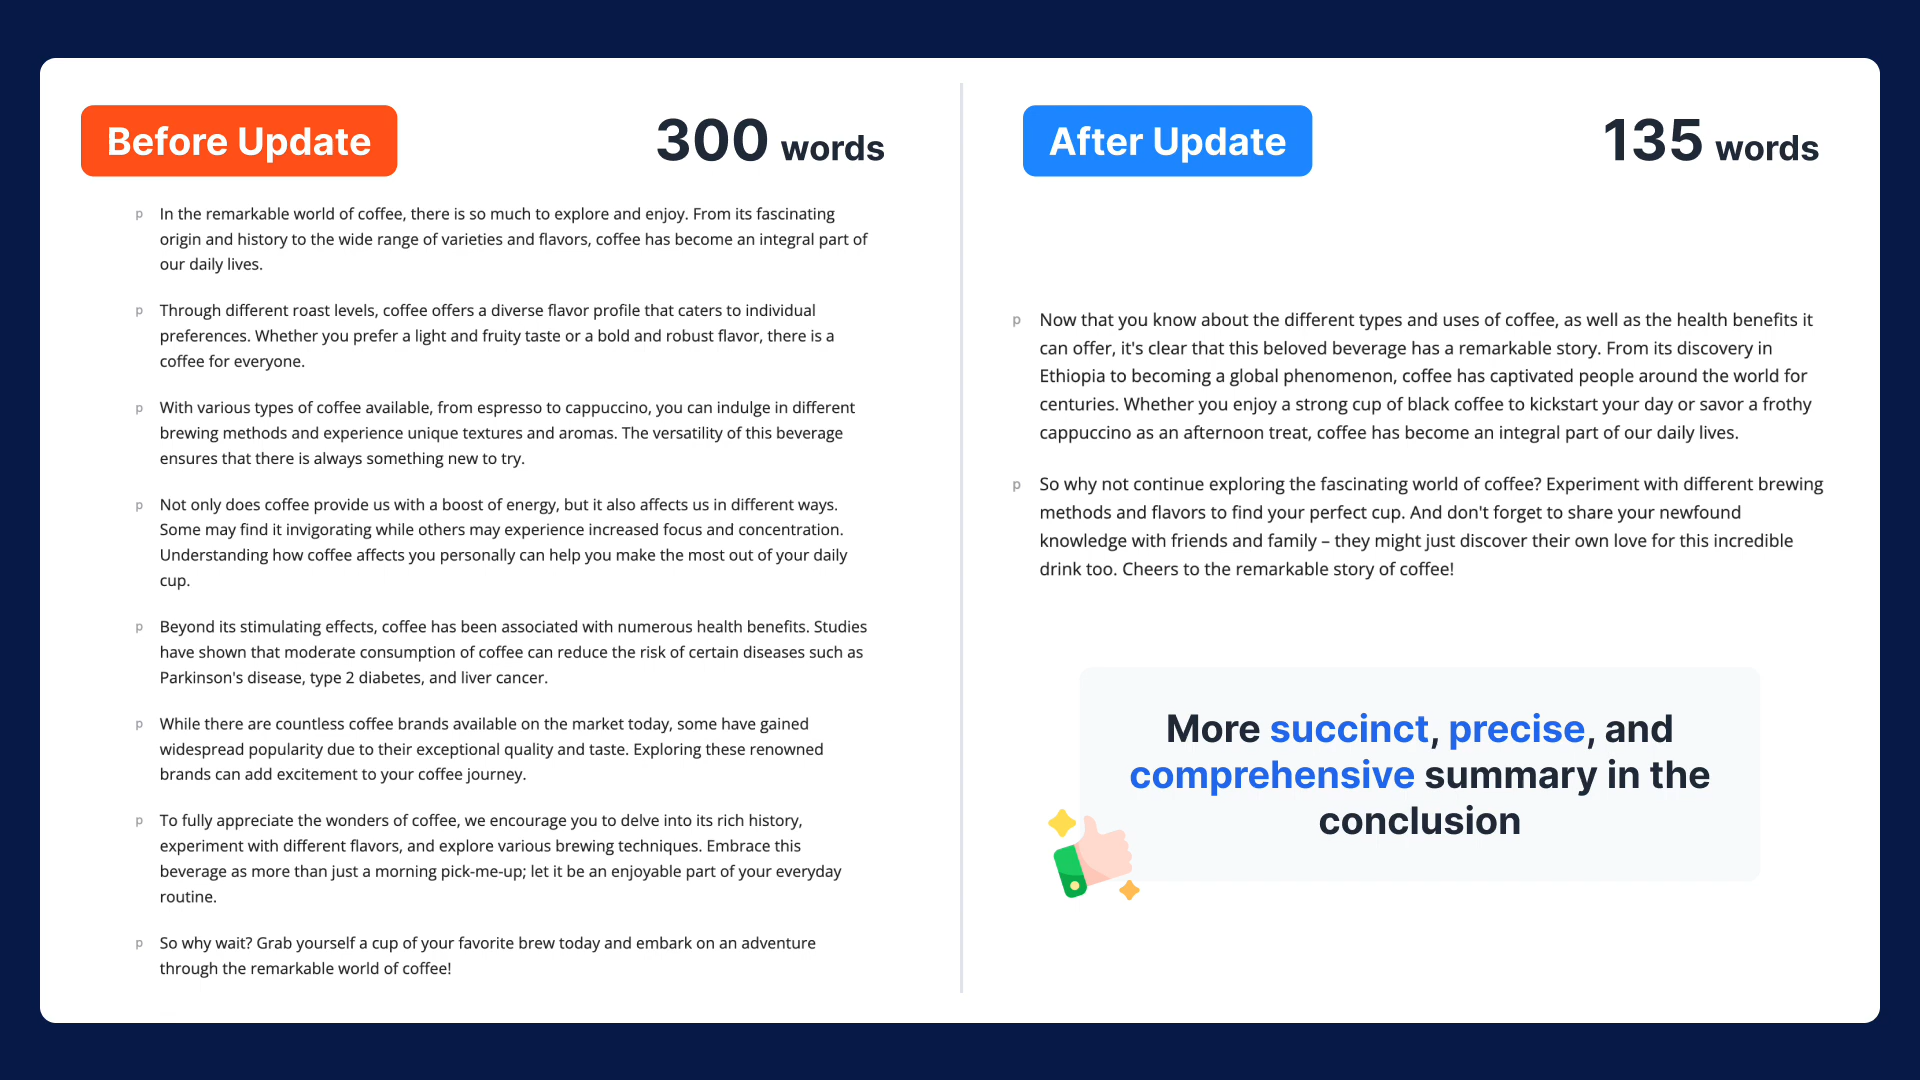 Before Update
300 words
p In the remarkable world of coffee, there is so much to explore and enjoy. From its fascinating
origin and history to the wide range of varieties and flavors, coffee has become an integral part of
our daily lives.
p Through different roast levels, coffee offers a diverse flavor profile that caters to individual
preferences. Whether you prefer a light and fruity taste or a bold and robust flavor, there is a
coffee for everyone.
p With various types of coffee available, from espresso to cappuccino, you can indulge in different
brewing methods and experience unique textures and aromas. The versatility of this beverage
ensures that there is always something new to try.
p Not only does coffee provide us with a boost of energy, but it also affects us in different ways.
Some may find it invigorating while others may experience increased focus and concentration.
Understanding how coffee affects you personally can help you make the most out of your daily
cup.
p Beyond its stimulating effects, coffee has been associated with numerous health benefits. Studies
have shown that moderate consumption of coffee can reduce the risk of certain diseases such as
Parkinson's disease, type 2 diabetes, and liver cancer.
p While there are countless coffee brands available on the market today, some have gained
widespread popularity due to their exceptional quality and taste. Exploring these renowned
brands can add excitement to your coffee journey.
p To fully appreciate the wonders of coffee, we encourage you to delve into its rich history,
experiment with different flavors, and explore various brewing techniques. Embrace this
beverage as more than just a morning pick-me-up; let it be an enjoyable part of your everyday
routine.
p So why wait? Grab yourself a cup of your favorite brew today and embark on an adventure
through the remarkable world of coffee!
After Update
135 words
p Now that you know about the different types and uses of coffee, as well as the health benefits it
can offer, it's clear that this beloved beverage has a remarkable story. From its discovery in
Ethiopia to becoming a global phenomenon, coffee has captivated people around the world for
centuries. Whether you enjoy a strong cup of black coffee to kickstart your day or savor a frothy
cappuccino as an afternoon treat, coffee has become an integral part of our daily lives.
p So why not continue exploring the fascinating world of coffee? Experiment with different brewing
methods and flavors to find your perfect cup. And don't forget to share your newfound
knowledge with friends and family – they might just discover their own love for this incredible
drink too. Cheers to the remarkable story of coffee!
More succinct, precise, and
comprehensive summary in the
conclusion